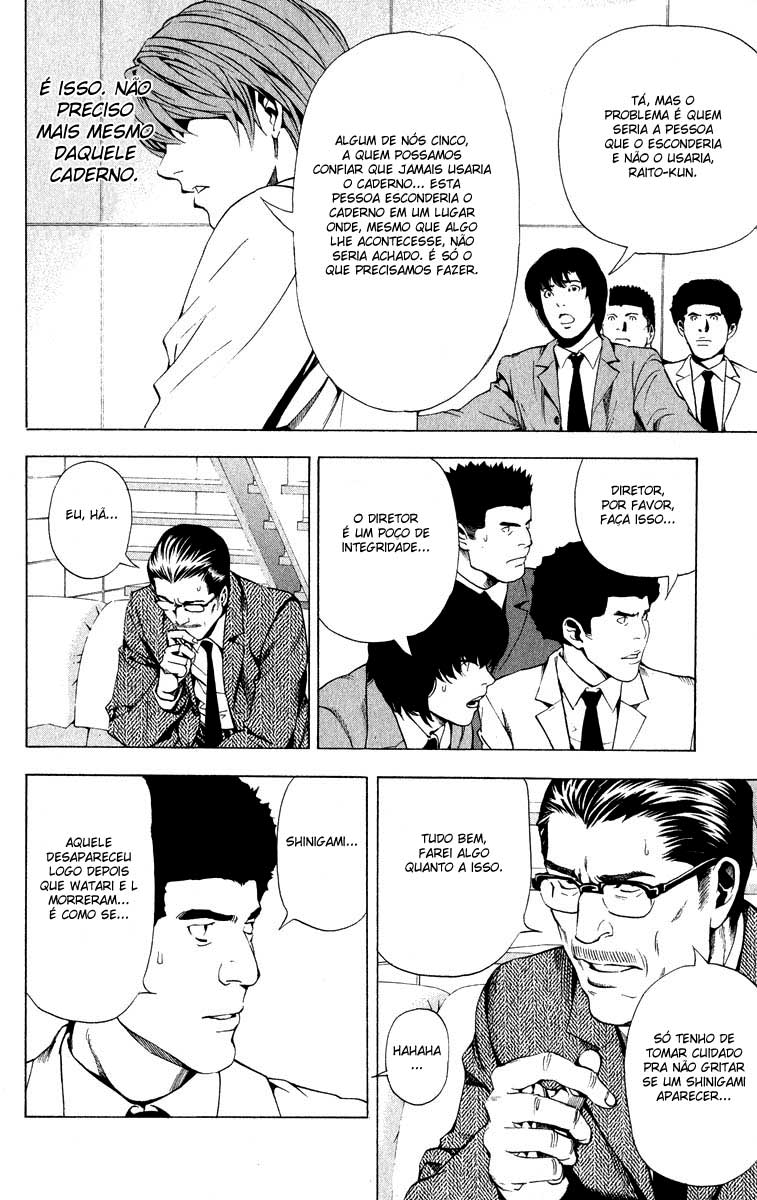 TÁ, MAS O
PROBLEMA É QUEM
SERIA A PESSOA
QUE O ESCONDERIA
E NÃO O USARIA,
RAITO-KUN.
ALGUM DE NÓS CINCO,
A QUEM POSSAMOS
CONFIAR QUE JAMAIS USARIA
O CADERNO... ESTA
PESSOA ESCONDERIA O
CADERNO EM UM LUGAR
ONDE, MESMO QUE ALGO
LHE ACONTECESSE, NÃO
SERIA ACHADO. É SÓ O
QUE PRECISAMOS FAZER.
É ISSO. NÃO
PRECISO
MAIS MESMO
DAQUELE
CADERNO.
DIRETOR,
POR FAVOR,
FAÇA ISSO...
O DIRETOR
É UM POÇO DE
INTEGRIDADE...
EU, HÃ...
TUDO BEM,
FAREI ALGO
QUANTO A ISSO.
SÓ TENHO DE
TOMAR CUIDADO
PRA NÃO GRITAR
SE UM SHINIGAMI
APARECER...
HAHAHA
...
SHINIGAMI...
AQUELE
DESAPARECEU
LOGO DEPOIS
QUE WATARI E L
MORRERAM...
É COMO SE...